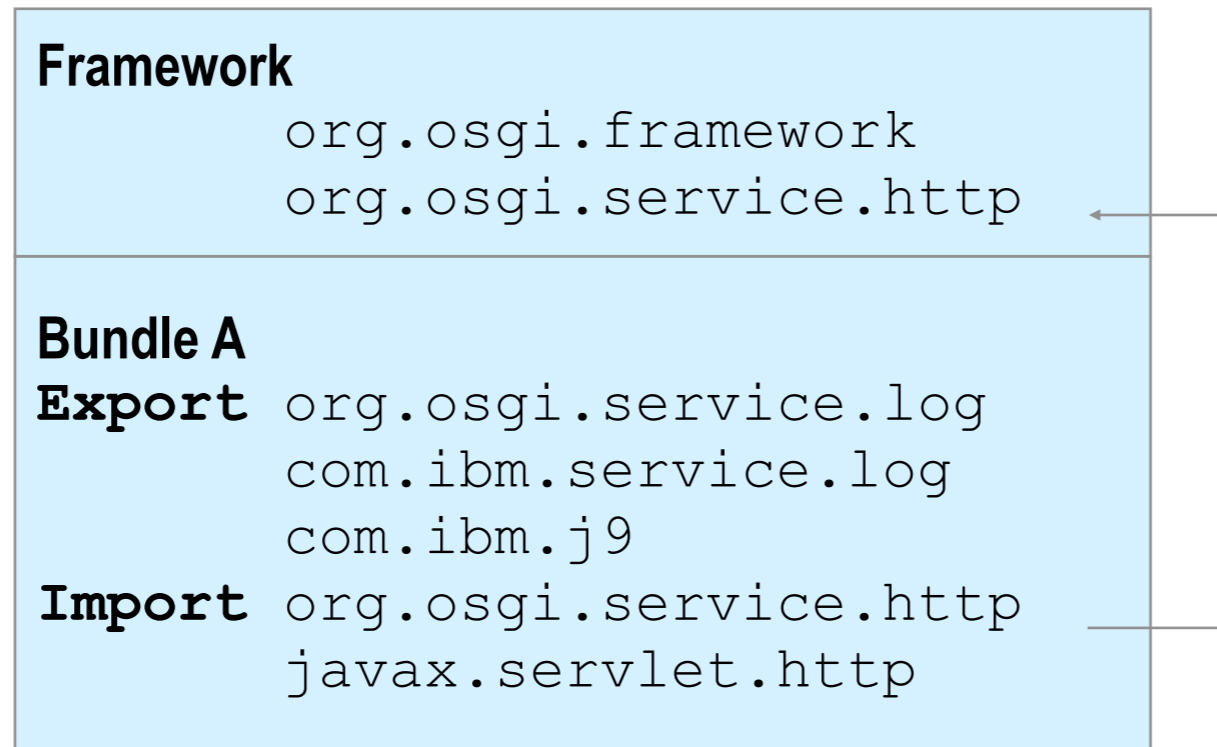 Framework
org.osgi.framework
org.osgi.service.http
Bundle A
Export org.osgi.service.log
com.ibm.service.log
com.ibm.j9
Import org.osgi.service.http
javax.servlet.http